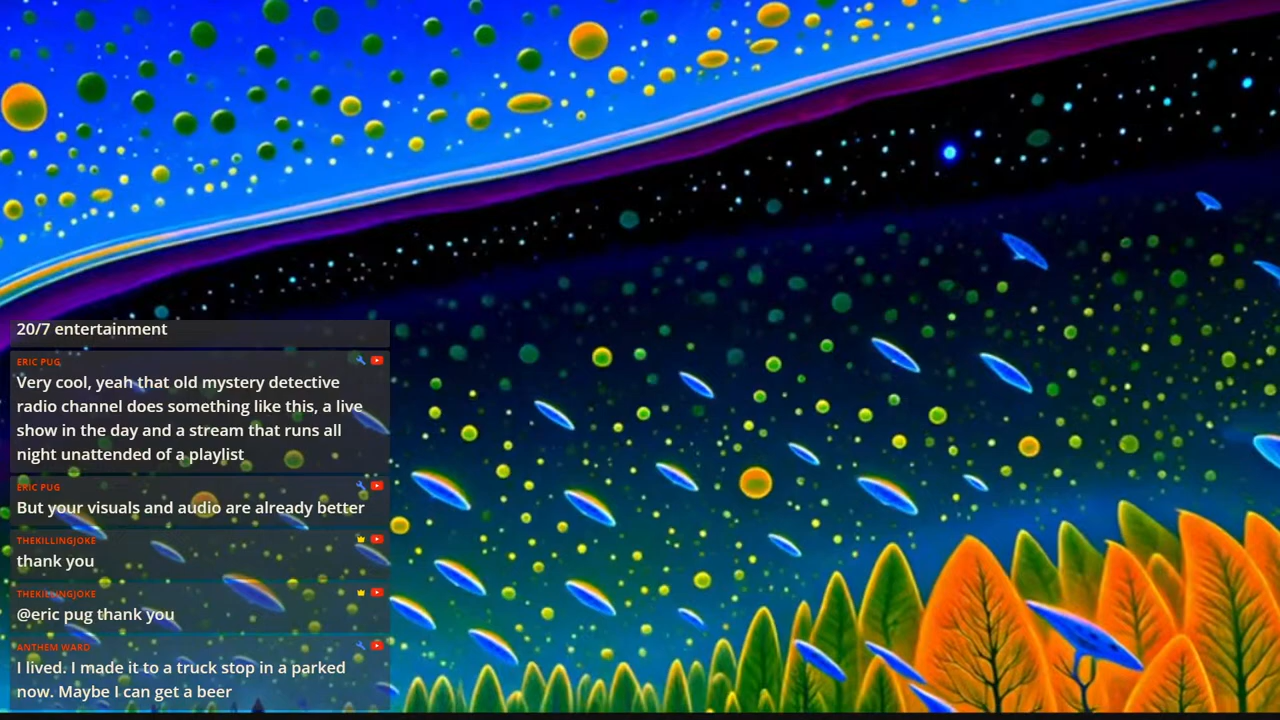 20/7 entertainment
ERIC PUG
Very cool, yeah that old mystery detective
radio channel does something like this, a live
show in the day and a stream that runs all
night unattended of a playlist
ERIC PUG
But your visuals and audio are already better
THEKILLINGJOKE
thank you
THEKILLINGJOKE
@eric pug thank you
ANTHEM WARD
I lived. I made it to a truck stop in a parked
now. Maybe I can get a beer